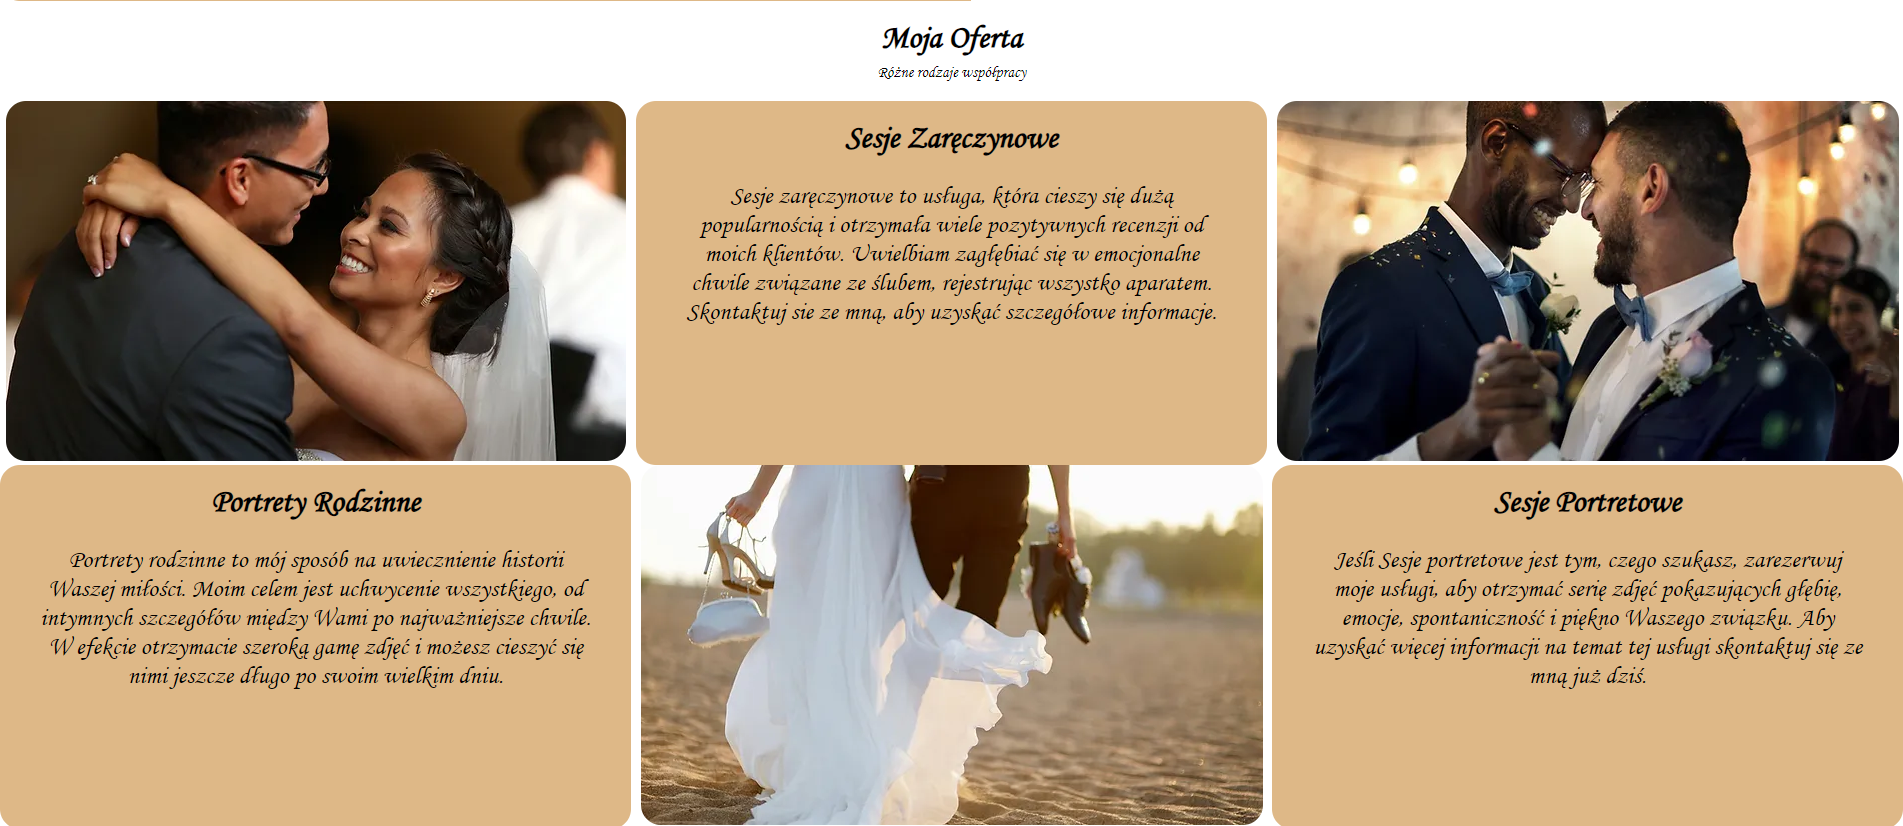 Moja Oferta
Różne rodzaje współpracy
Sesje Zaręczynowe
Sesje zaręczynowe to usługa, która cieszy się dużą
popularnością i otrzymała wiele pozytywnych recenzji od
moich klientów. Uwielbiam zagłębiać się w emocjonalne
chwile związane ze ślubem, rejestrując wszystko aparatem.
Skontaktuj sie ze mną, aby uzyskać szczegółowe informacje.
Portrety Rodzinne
Portrety rodzinne to mój sposób na uwiecznienie historii
Waszej miłości. Moim celem jest uchwycenie wszystkiego, od
intymnych szczegółów między Wami po najważniejsze chwile.
W efekcie otrzymacie szeroką gamę zdjęć i możesz cieszyć się
nimi jeszcze długo po swoim wielkim dniu.
Sesje Portretowe
Jeśli Sesje portretowe jest tym, czego szukasz, zarezerwuj
moje usługi, aby otrzymać serię zdjęć pokazujących głębię,
emocje, spontaniczność i piękno Waszego związku. Aby
uzyskać więcej informacji na temat tej usługi skontaktuj się ze
mną już dziś.